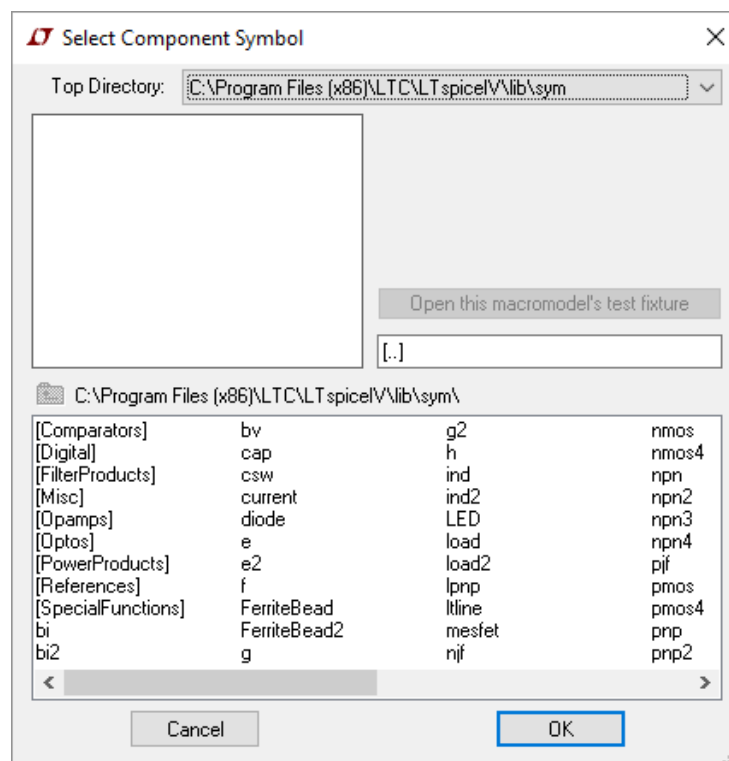 Select Component Symbol
Top Directory: C:\Program Files (x86)\LTC\LTspiceIV\lib\sym
Open this macromodel's test fixture
[..]
C:\Program Files (x86)\LTC\LTspiceIV\lib\sym\
[Comparators] bv g2 nmos
[Digital] cap h nmos4
[FilterProducts] csw ind npn
[Misc] current ind2 npn2
[Opamps] diode LED npn3
[Optos] e load npn4
[PowerProducts] e2 load2 pjf
[References] f lpnp pmos
[SpecialFunctions] FerriteBead ltline pmos4
bi FerriteBead2 mesfet pnp
bi2 g njf pnp2
Cancel OK